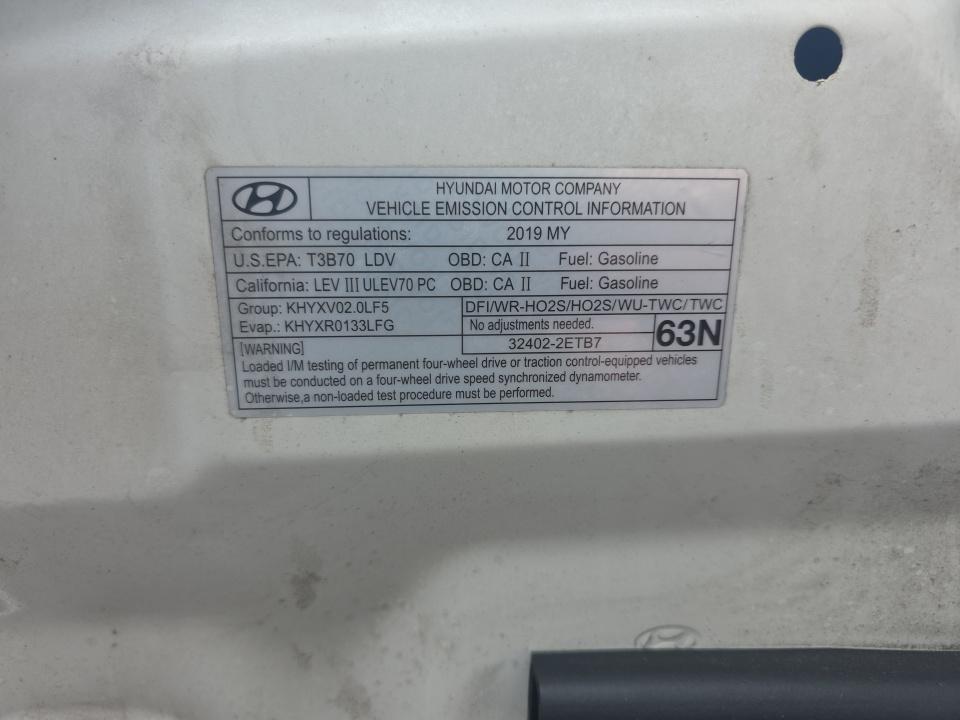 HYUNDAI MOTOR COMPANY
VEHICLE EMISSION CONTROL INFORMATION
Conforms to regulations: 2019 MY
U.S.EPA: T3B70 LDV OBD: CA II Fuel: Gasoline
California: LEV III ULEV70 PC OBD: CA II Fuel: Gasoline
Group: KHYXV02.0LF5
Evap.: KHYXR0133LFG
DFI/WR-HO2S/HO2S/WU-TWC/TWC
No adjustments needed.
32402-2ETB7
63N
[WARNING]
Loaded I/M testing of permanent four-wheel drive or traction control-equipped vehicles
must be conducted on a four-wheel drive speed synchronized dynamometer.
Otherwise,a non-loaded test procedure must be performed.